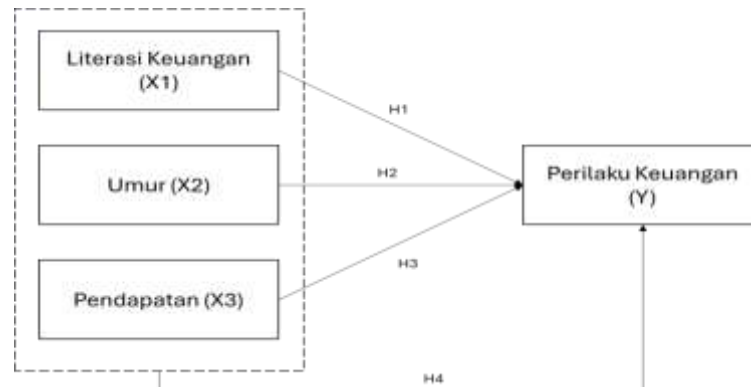 Literasi Keuangan
(X1)
H1
Umur (X2)
H2
Perilaku Keuangan
(Y)
H3
Pendapatan (X3)
H4